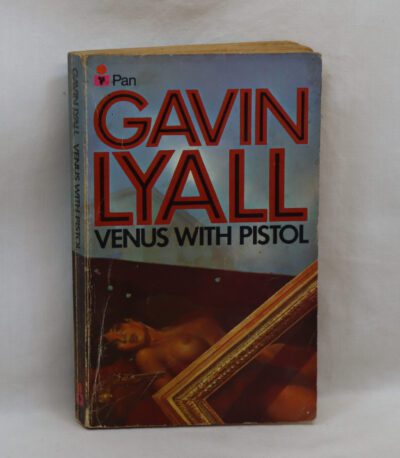 Pan
GAVIN
LYALL
VENUS WITH PISTOL
GAVIN LYALL VENUS WITH PISTOL